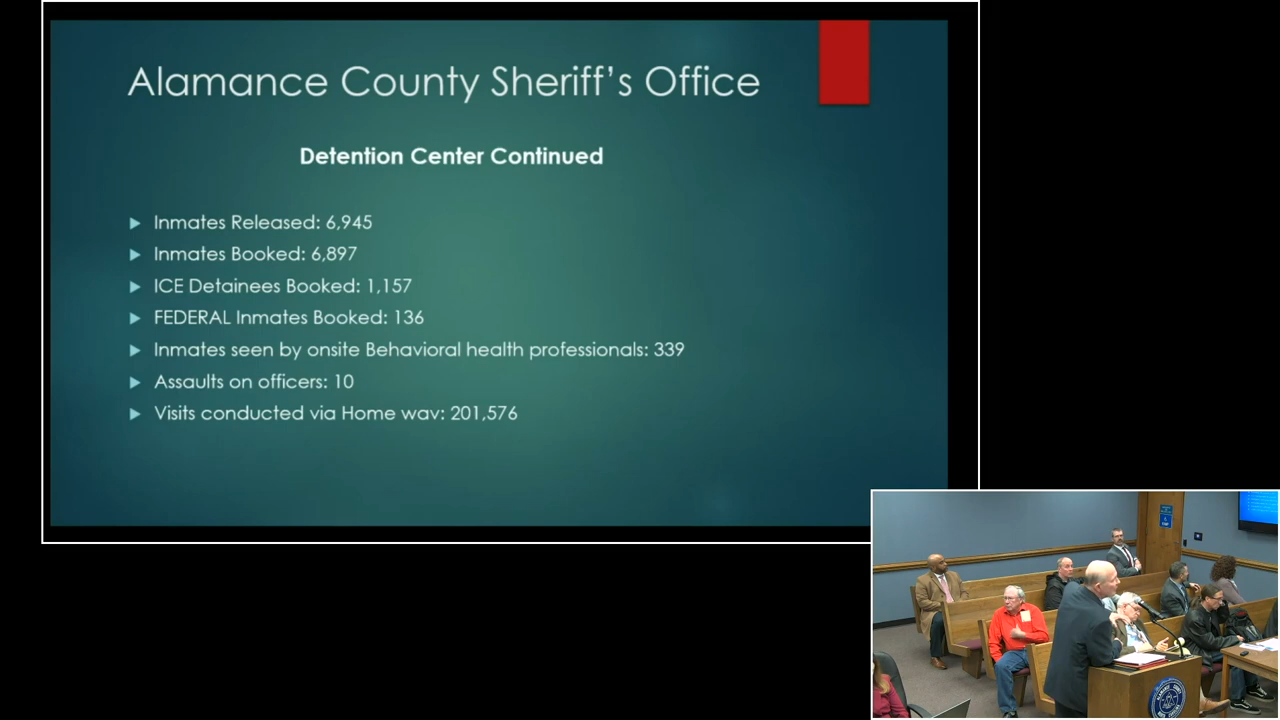 Alamance County Sheriff's Office
Detention Center Continued
Inmates Released: 6,945
Inmates Booked: 6,897
ICE Detainees Booked: 1,157
FEDERAL Inmates Booked: 136
Inmates seen by onsite Behavioral health professionals: 339
Assaults on officers: 10
Visits conducted via Home wav: 201,576